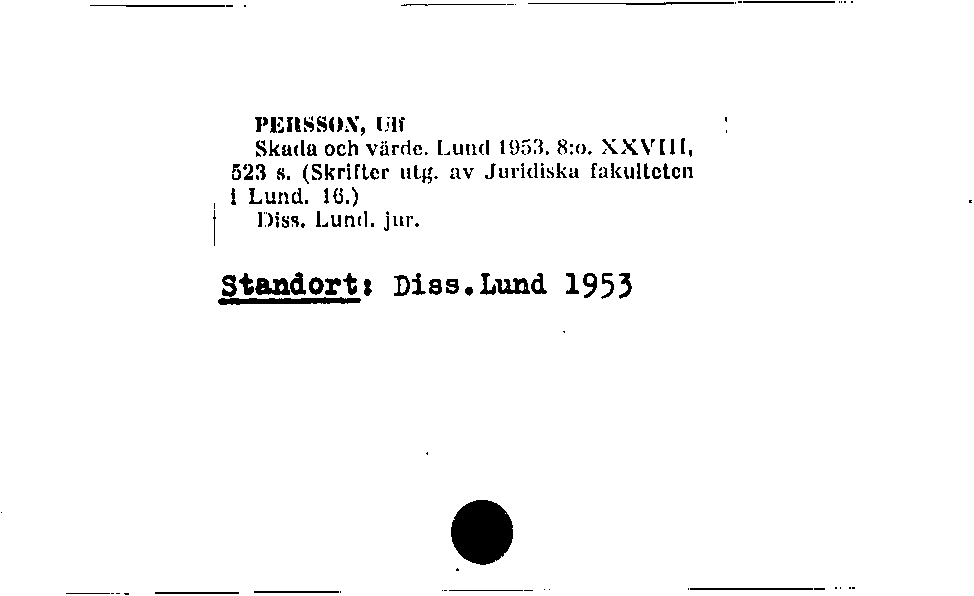 PERSSON, Ulf
Skada och värde. Lund 1953. 8:o. XXVIII,
523 s. (Skrifter utg. av Juridiska fakulteten
i Lund. 16.)
Diss. Lund. jur.
Standort: Diss.Lund 1953